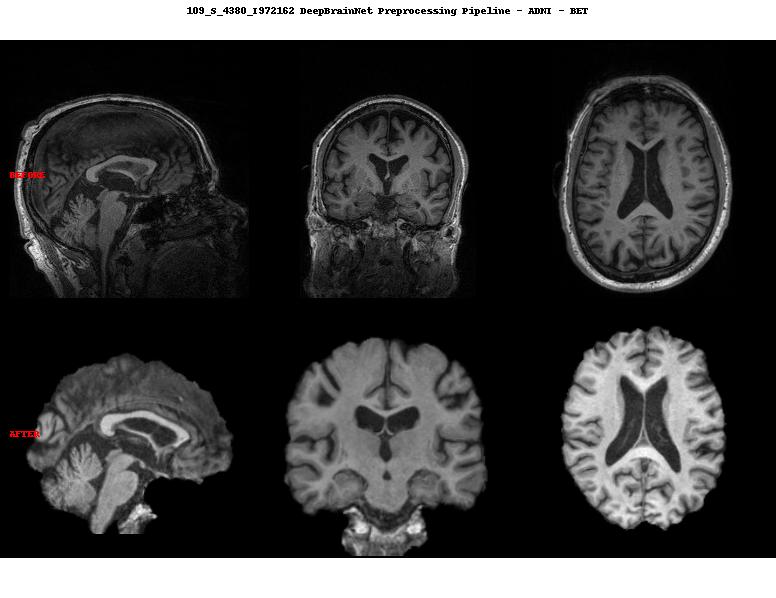 109_S_4380_I972162 DeepBrainNet Preprocessing Pipeline - ADNI - BET
BEFORE
AFTER